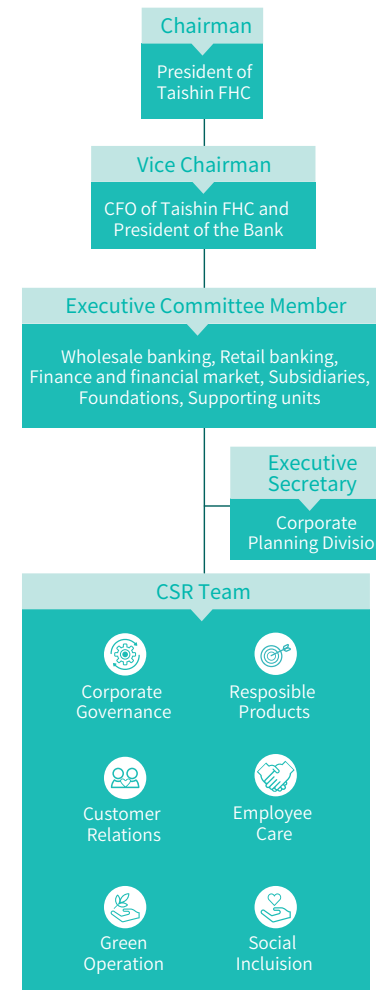 Chairman
President of
Taishin FHC
Vice Chairman
CFO of Taishin FHC and
President of the Bank
Executive Committee Member
Wholesale banking, Retail banking,
Finance and financial market, Subsidiaries,
Foundations, Supporting units
Executive
Secretary
Corporate
Planning Divisio
CSR Team
Corporate
Governance
Resposible
Products
Customer
Relations
Employee
Care
Green
Operation
Social
Incluision